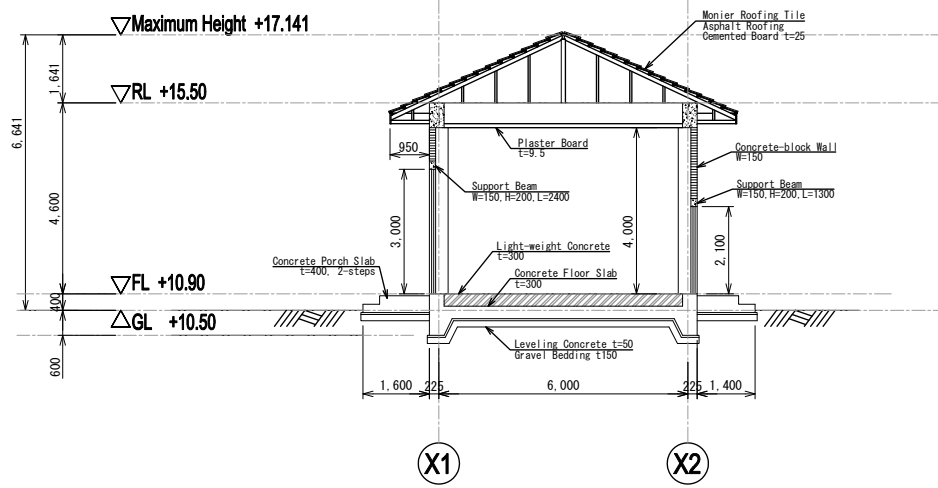 Maximum Height +17.141
Monier Roofing Tile
Asphalt Roofing
Cemented Board t=25
1,641
RL +15.50
6,641
950
Plaster Board
t=9.5
Concrete-block Wall
W=150
Support Beam
W=150,H=200,L=2400
Support Beam
W=150,H=200,L=1300
4,600
3,000
4,000
2,100
Light-weight Concrete
t=300
Concrete Porch Slab
t=400, 2-steps
Concrete Floor Slab
t=300
FL +10.90
400
GL +10.50
600
Leveling Concrete t=50
Gravel Bedding t150
1,600
225
6,000
225
1,400
X1
X2